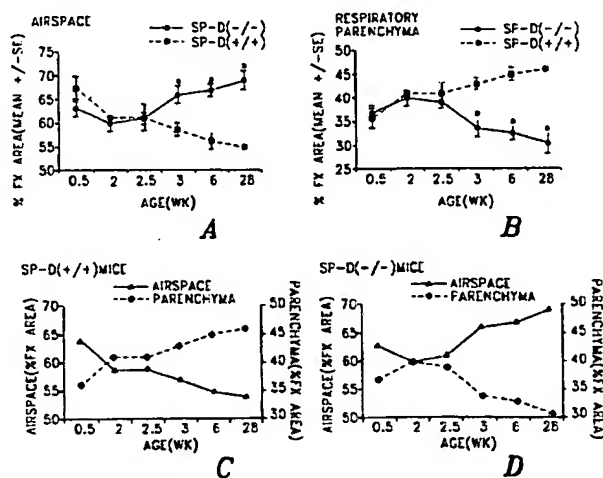 AIRSPACE
SP-D(-/-)
SP-D(+/+)
% FX AREA(MEAN +/-SE)
75
70
65
60
55
50
0.5 2 2.5 3 6 28
AGE(WK)
A
RESPIRATORY
PARENCHYMA
SP-D(-/-)
SP-D(+/+)
% FX AREA(MEAN +/-SE)
50
45
40
35
30
25
0.5 2 2.5 3 6 28
AGE(WK)
B
SP-D(+/+)MICE
AIRSPACE
PARENCHYMA
AIRSPACE(%FX AREA)
70
65
60
55
50
PARENCHYMA(%FX AREA)
50
45
40
35
30
0.5 2 2.5 3 6 28
AGE(WK)
C
SP-D(-/-)MICE
AIRSPACE
PARENCHYMA
AIRSPACE(%FX AREA)
70
65
60
55
50
PARENCHYMA(%FX AREA)
50
45
40
35
30
0.5 2 2.5 3 6 28
AGE(WK)
D